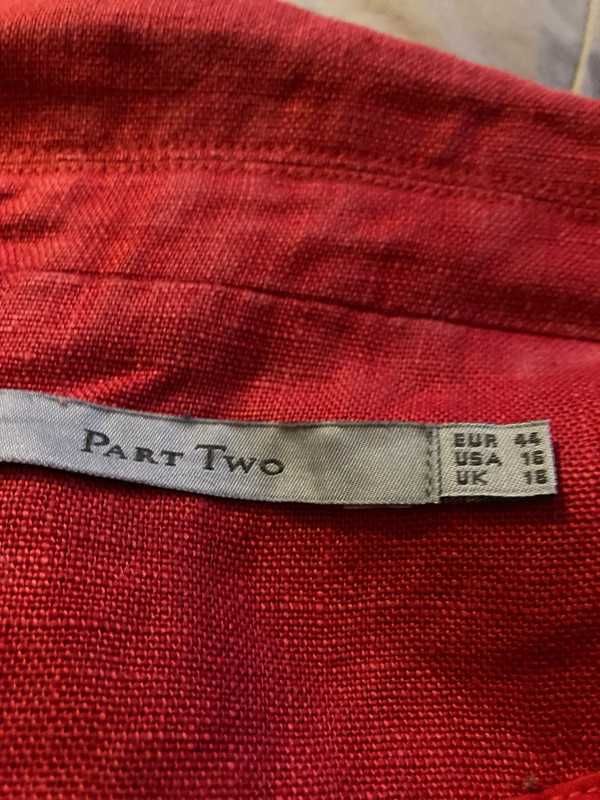 PART TWO
EUR 44
USA 16
UK 18